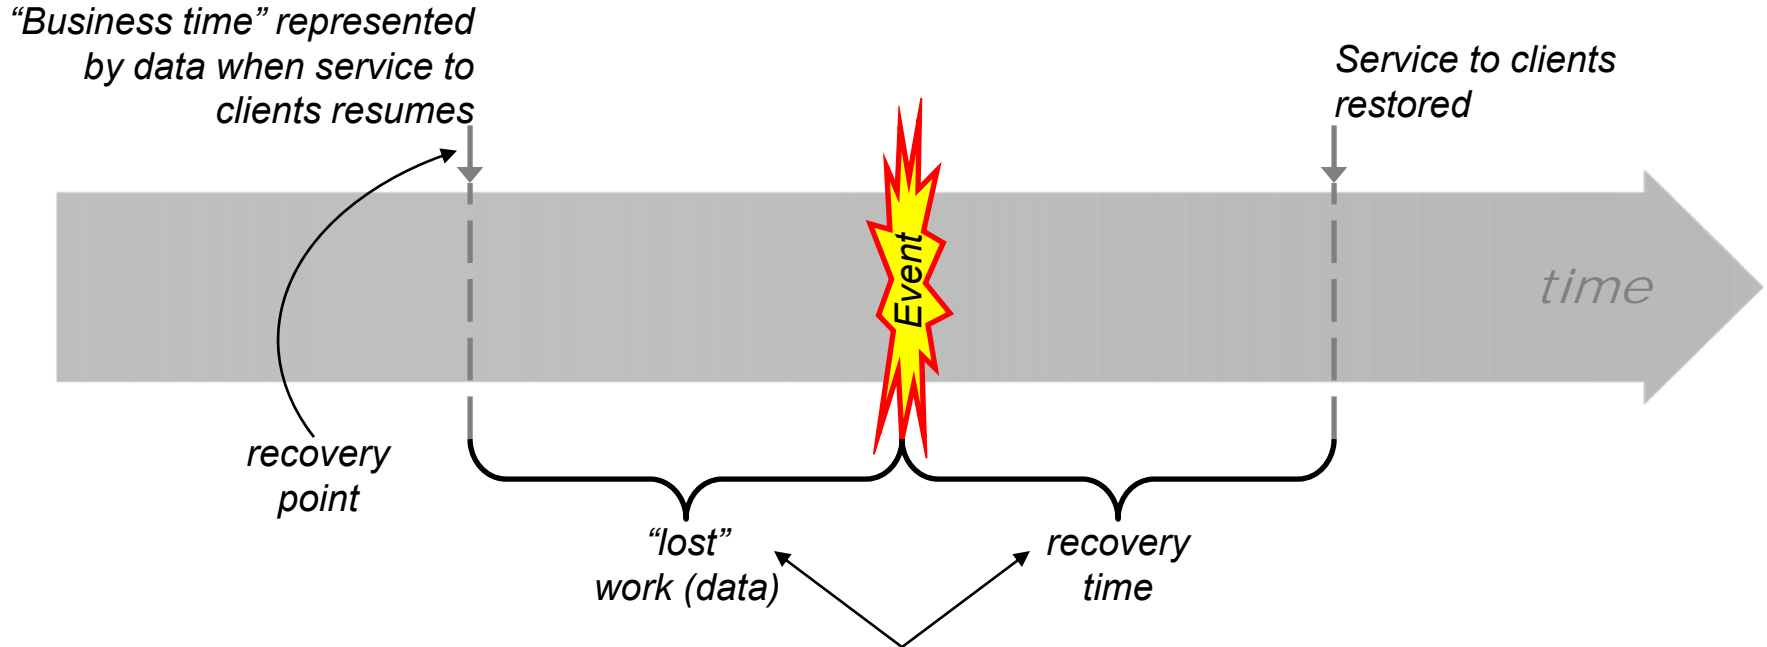 “Business time” represented
by data when service to
clients resumes
Service to clients
restored
Event
time
recovery
point
“lost”
work (data)
recovery
time